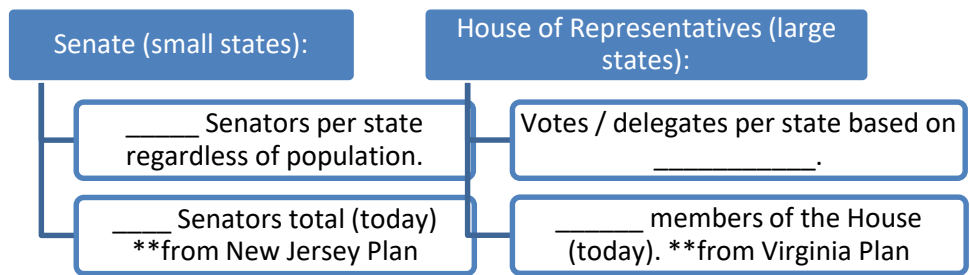 Senate (small states):
_____ Senators per state
regardless of population.
____ Senators total (today)
**from New Jersey Plan
House of Representatives (large
states):
Votes / delegates per state based on
___________.
______ members of the House
(today). **from Virginia Plan